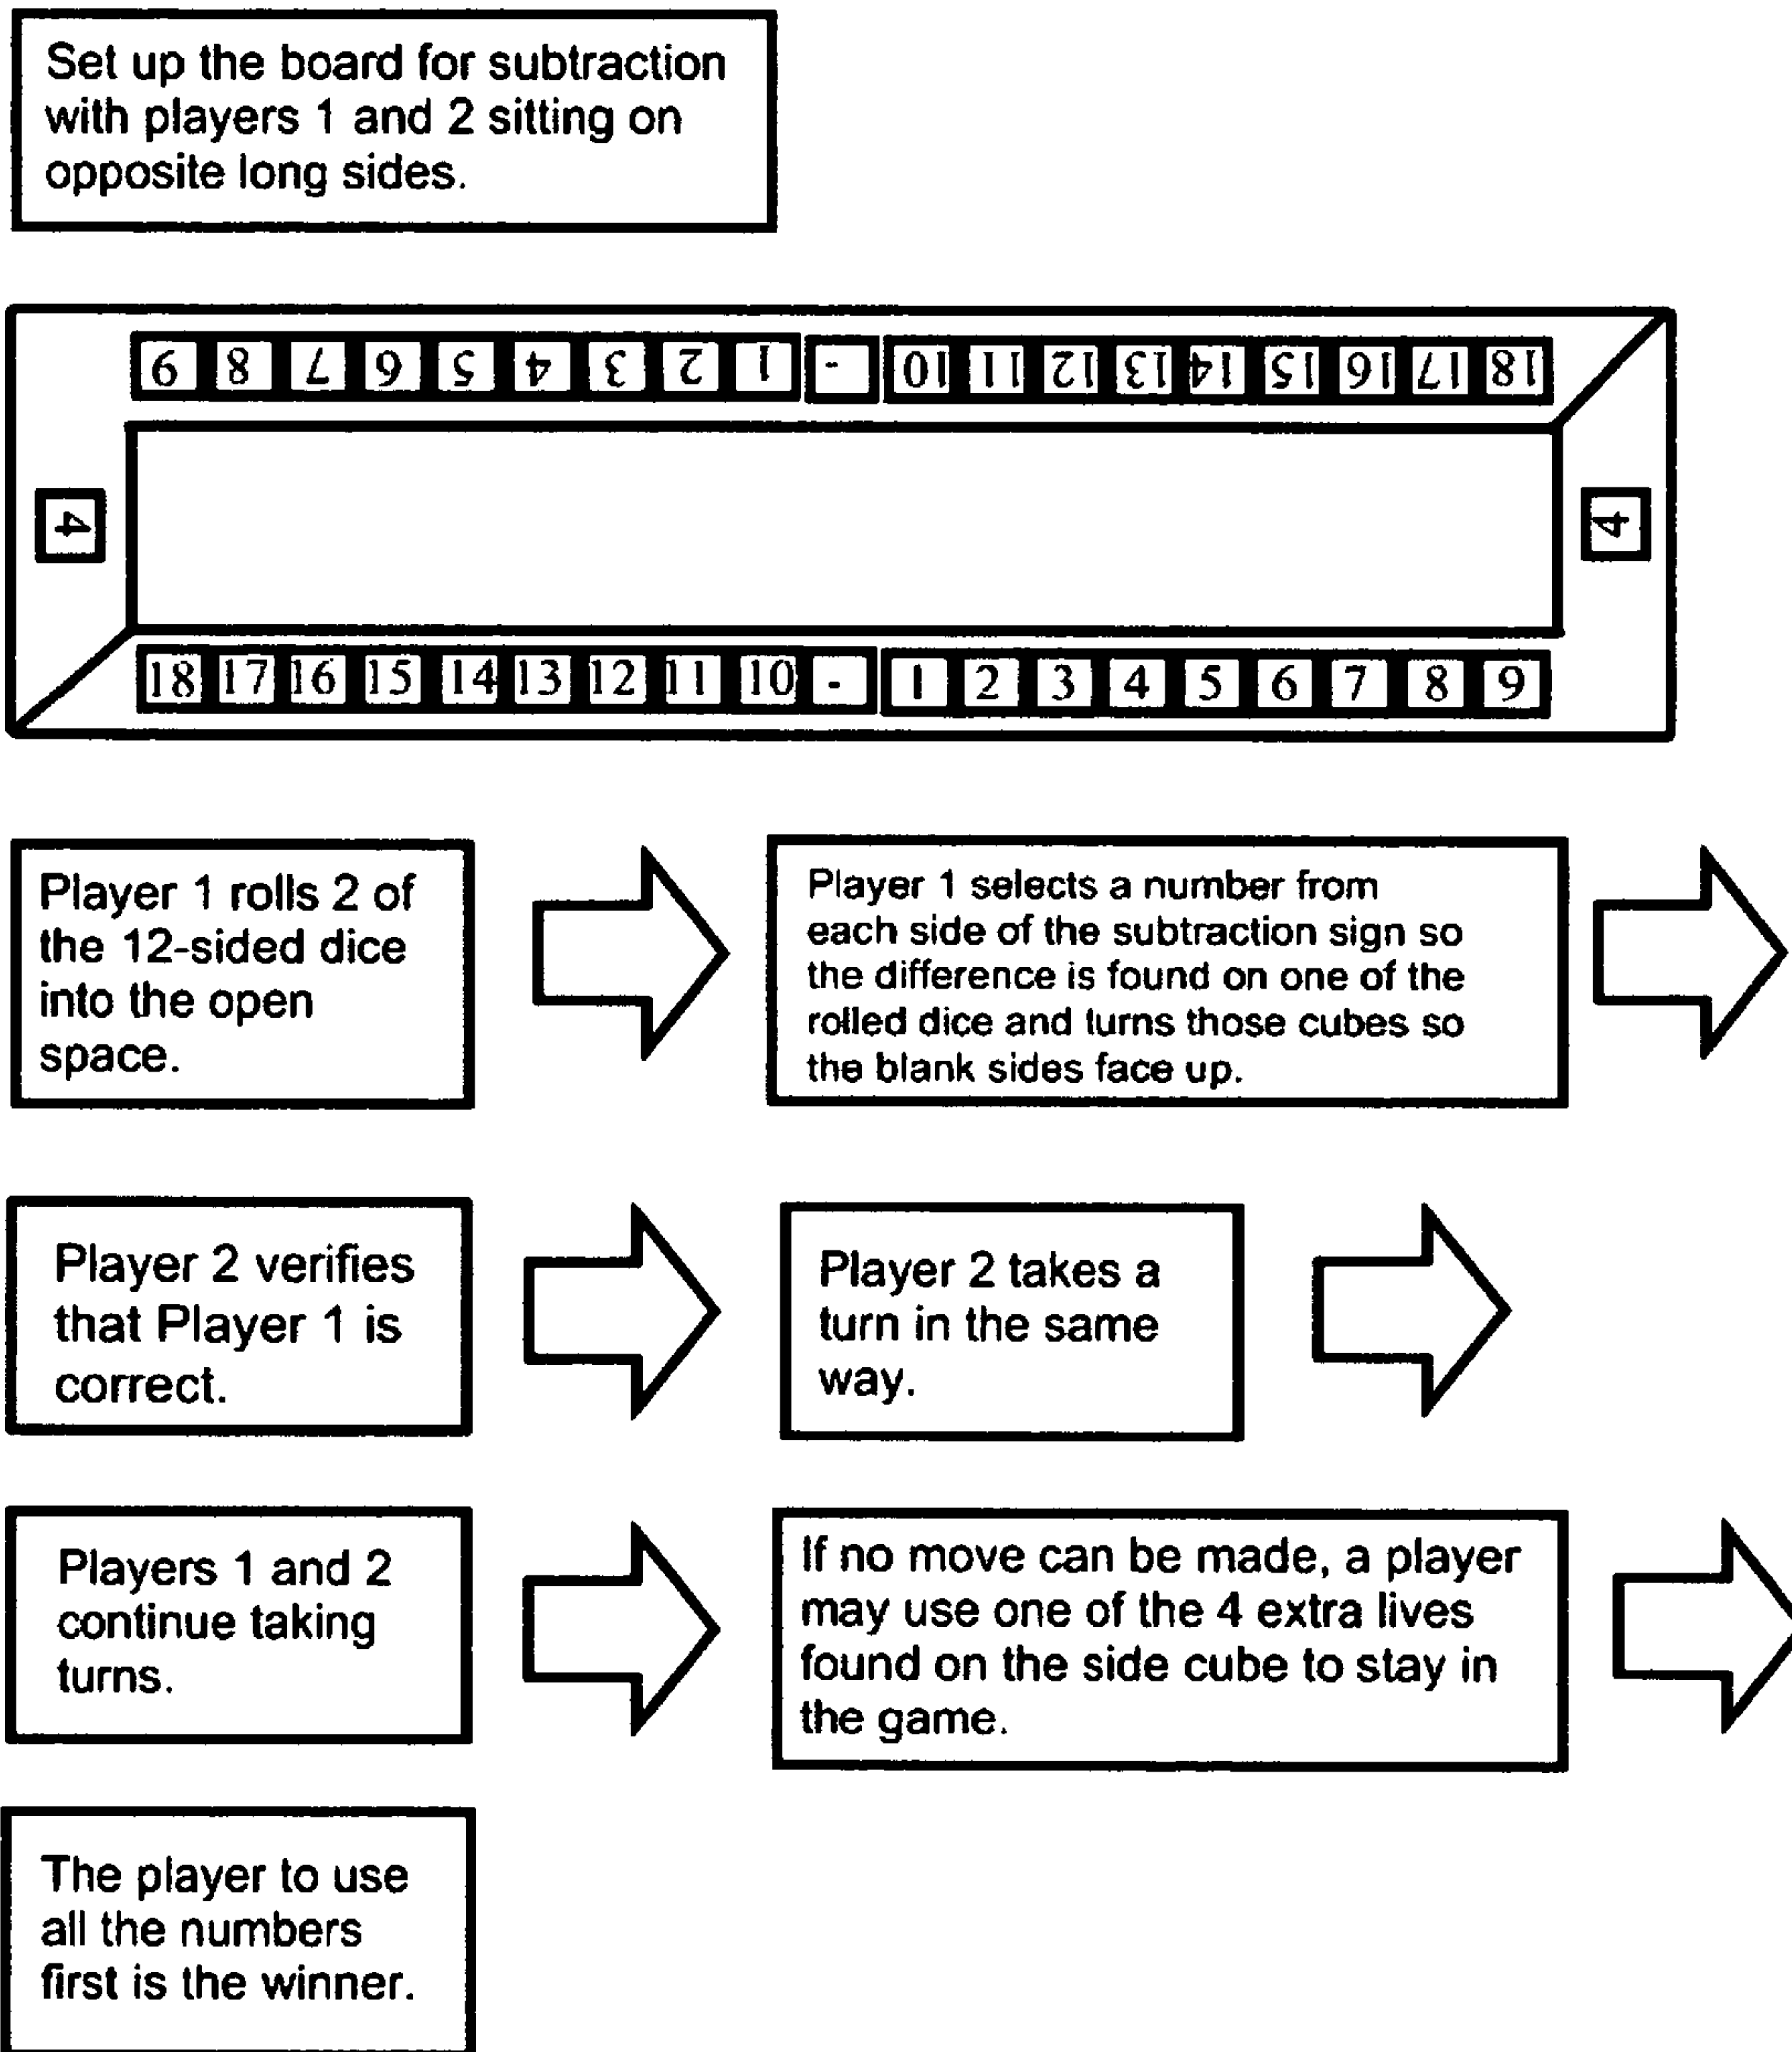 Set up the board for subtraction
with players 1 and 2 sitting on
opposite long sides.
9 8 7 6 5 4 3 2 1 - 10 11 12 13 14 15 16 17 18
4
4
18 17 16 15 14 13 12 11 10 - 1 2 3 4 5 6 7 8 9
Player 1 rolls 2 of
the 12-sided dice
into the open
space.
Player 1 selects a number from
each side of the subtraction sign so
the difference is found on one of the
rolled dice and turns those cubes so
the blank sides face up.
Player 2 verifies
that Player 1 is
correct.
Player 2 takes a
turn in the same
way.
Players 1 and 2
continue taking
turns.
If no move can be made, a player
may use one of the 4 extra lives
found on the side cube to stay in
the game.
The player to use
all the numbers
first is the winner.